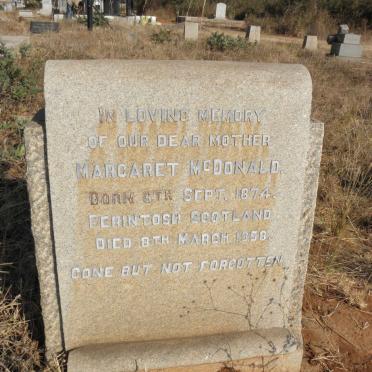 IN LOVING MEMORY
OF OUR DEAR MOTHER
MARGARET McDONALD.
BORN 6TH SEPT. 1874.
FERINTOSH SCOTLAND
DIED 8TH MARCH 1958.
GONE BUT NOT FORGOTTEN.